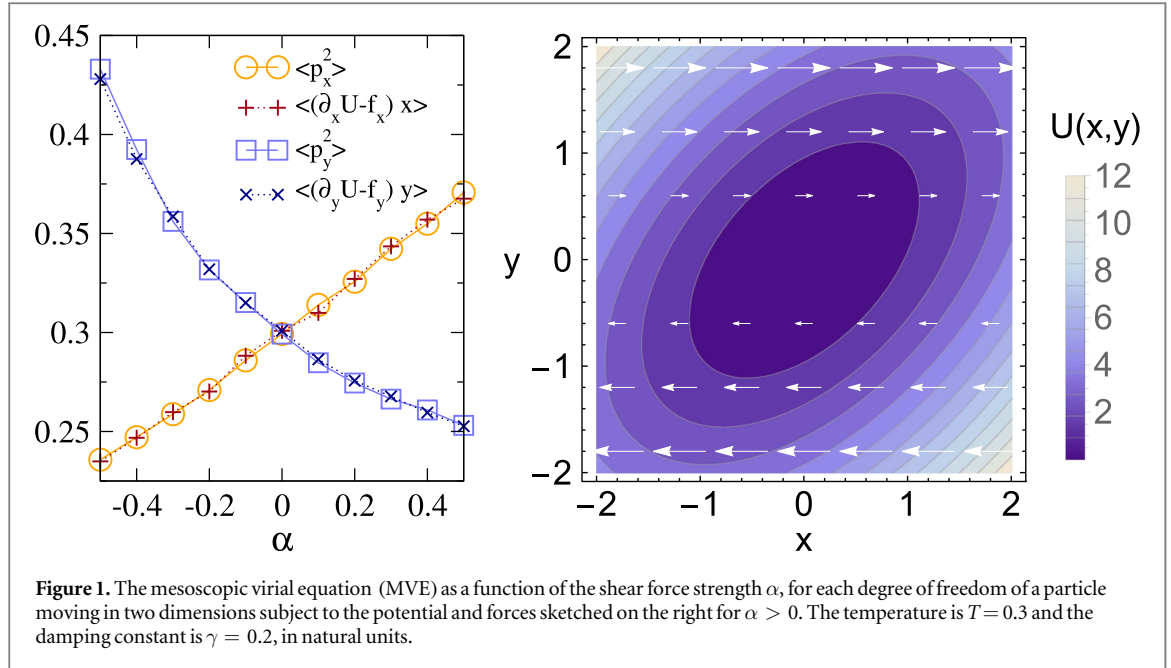 0.45
0.4
0.35
0.3
0.25
-0.4 -0.2 0 0.2 0.4
α
<p_x^2>
<(∂_x U-f_x) x>
<p_y^2>
<(∂_y U-f_y) y>
2
1
0
−1
−2
y
−2 −1 0 1 2
x
U(x,y)
12
10
8
6
4
2
Figure 1. The mesoscopic virial equation (MVE) as a function of the shear force strength α, for each degree of freedom of a particle
moving in two dimensions subject to the potential and forces sketched on the right for α > 0. The temperature is T = 0.3 and the
damping constant is γ = 0.2, in natural units.